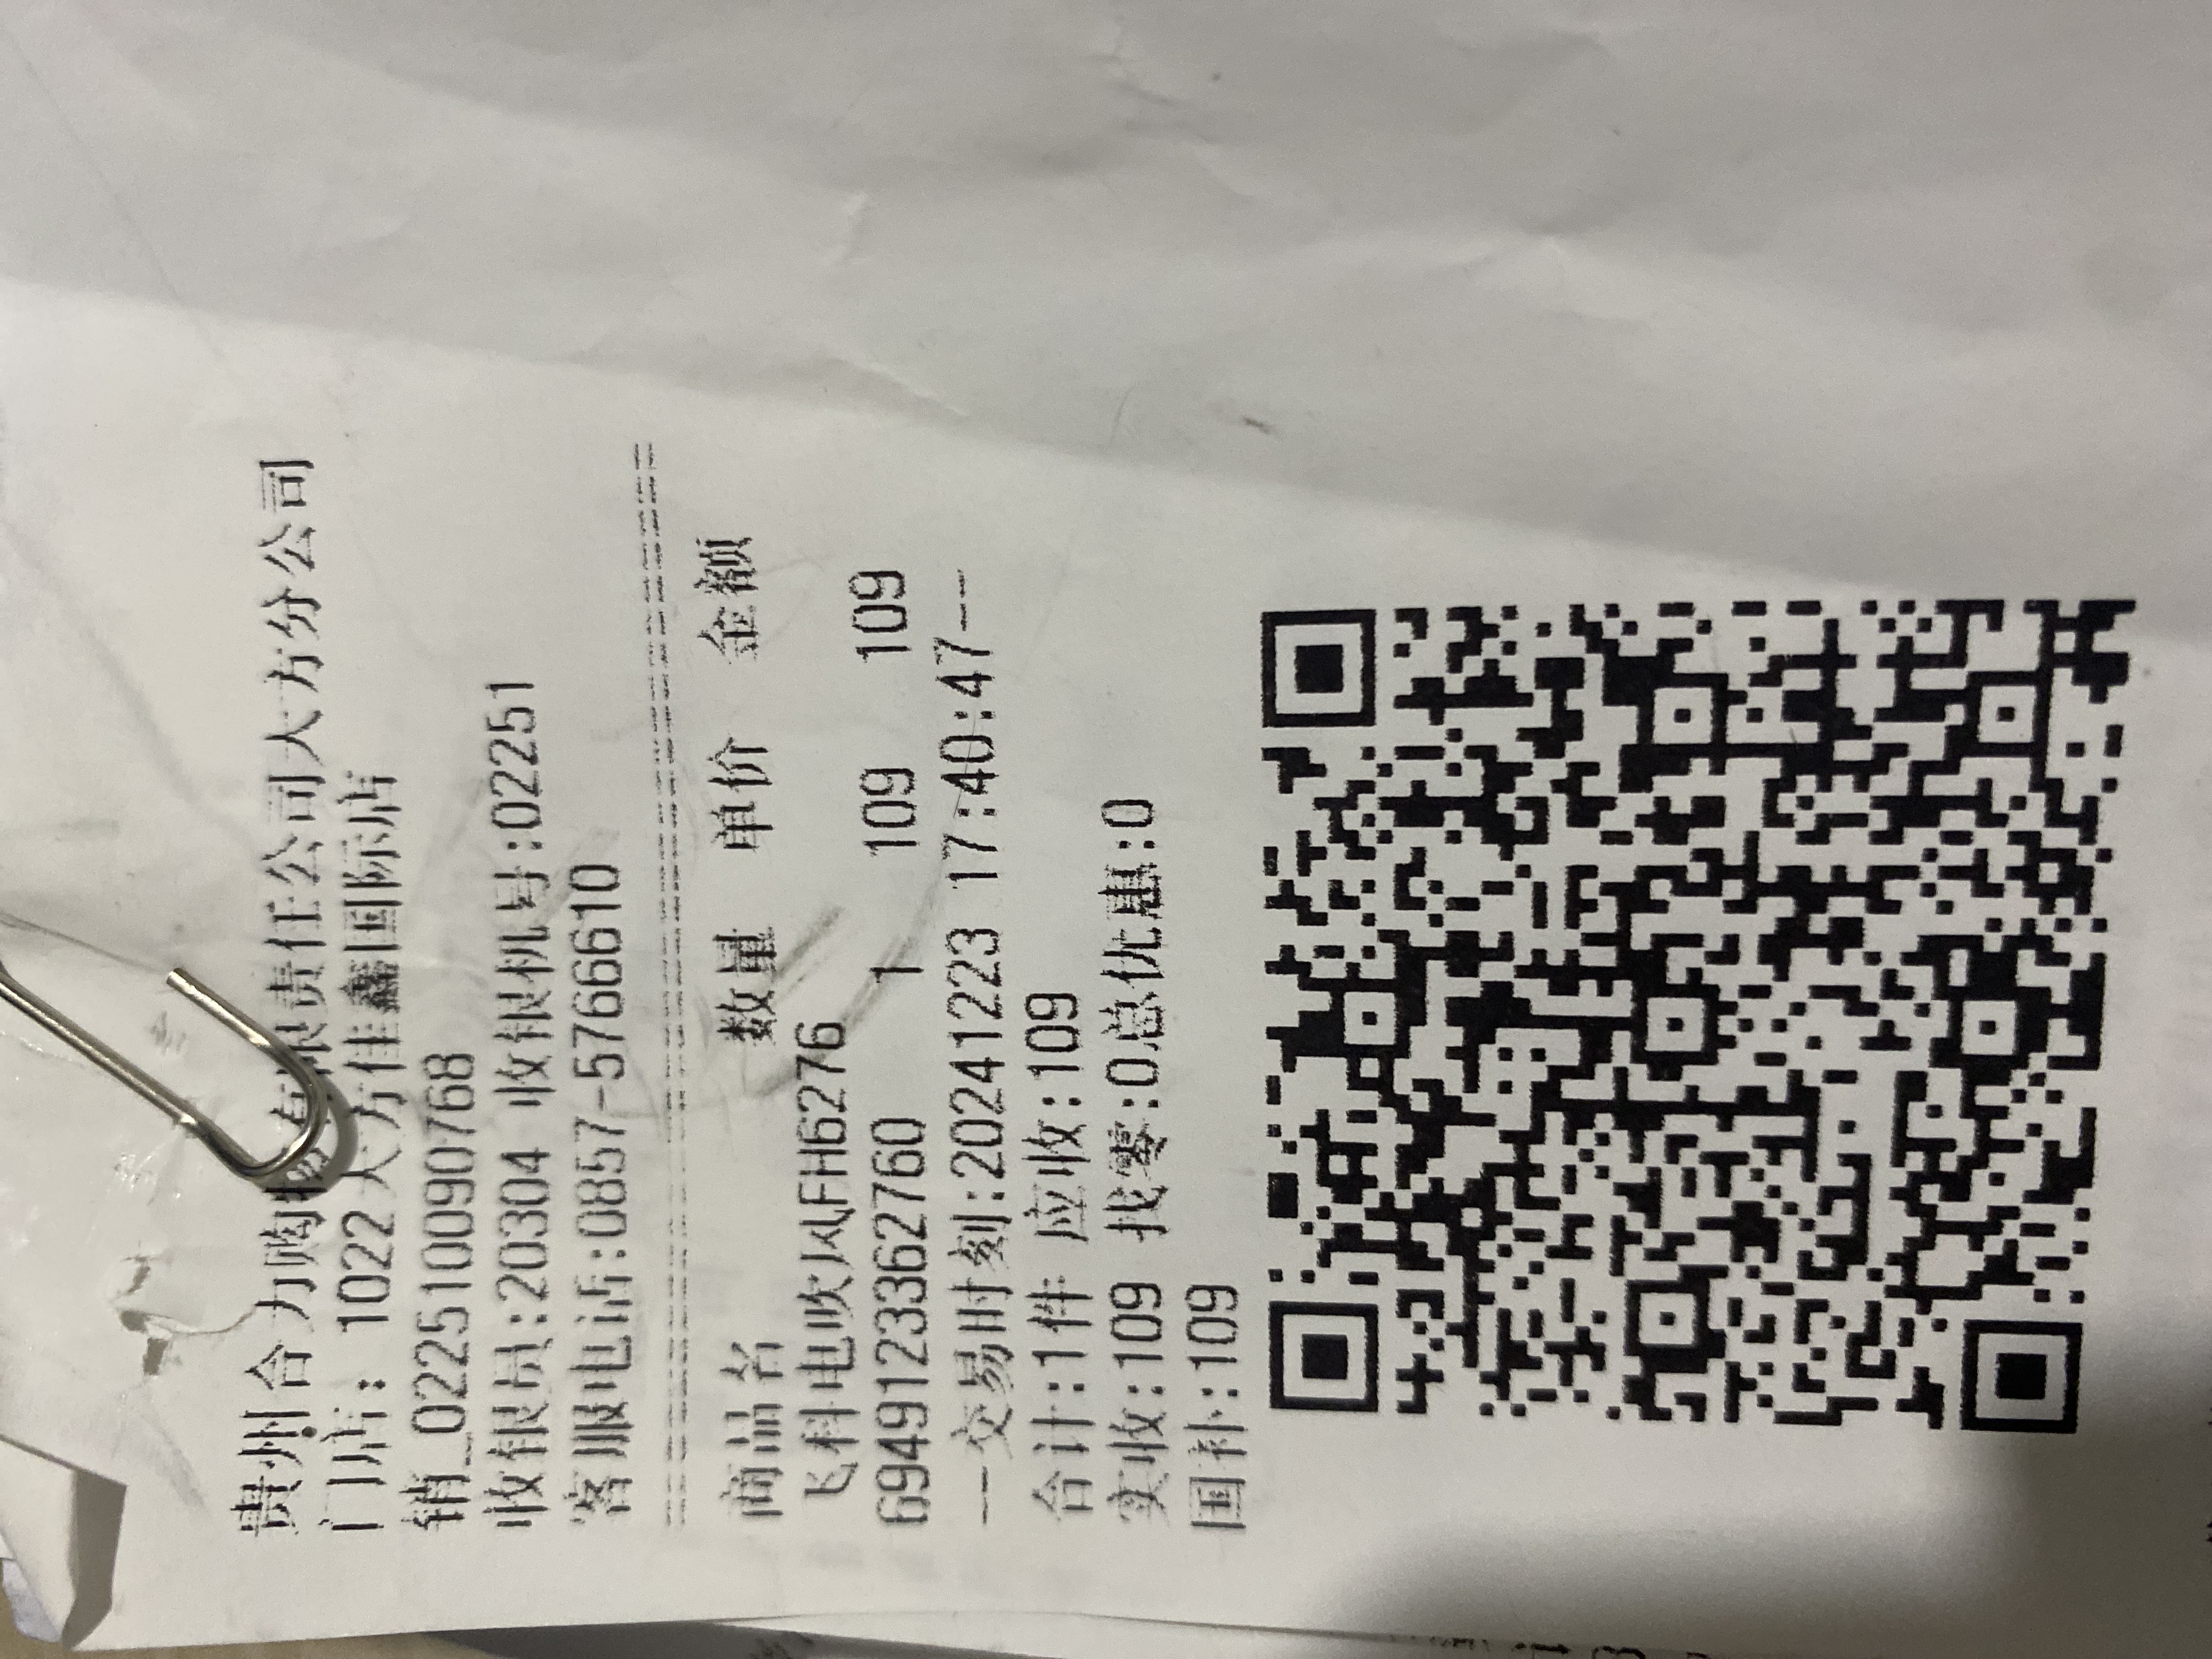 贵州合力购物有限责任公司大方分公司
门店: 1022大方佳鑫国际店
销_022510090768
收银员:20304 收银机号:02251
客服电话:0857-5766610
商品名 数量 单价 金额
飞科电吹风FH6276
6949123362760 1 109 109
--交易时刻:20241223 17:40:47--
合计:1件 应收:109
实收:109 找零:0总优惠:0
国补:109